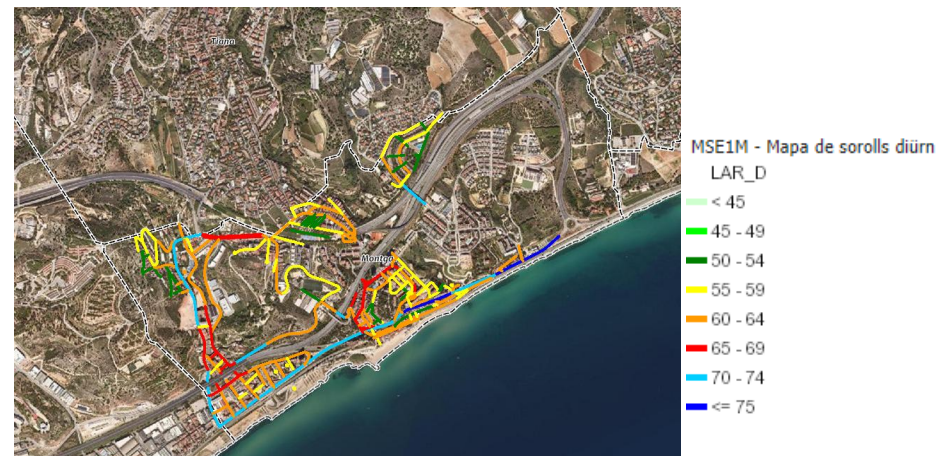 Tiana
Montga
MSE1M - Mapa de sorolls diürn
LAR_D
< 45
45 - 49
50 - 54
55 - 59
60 - 64
65 - 69
70 - 74
<= 75